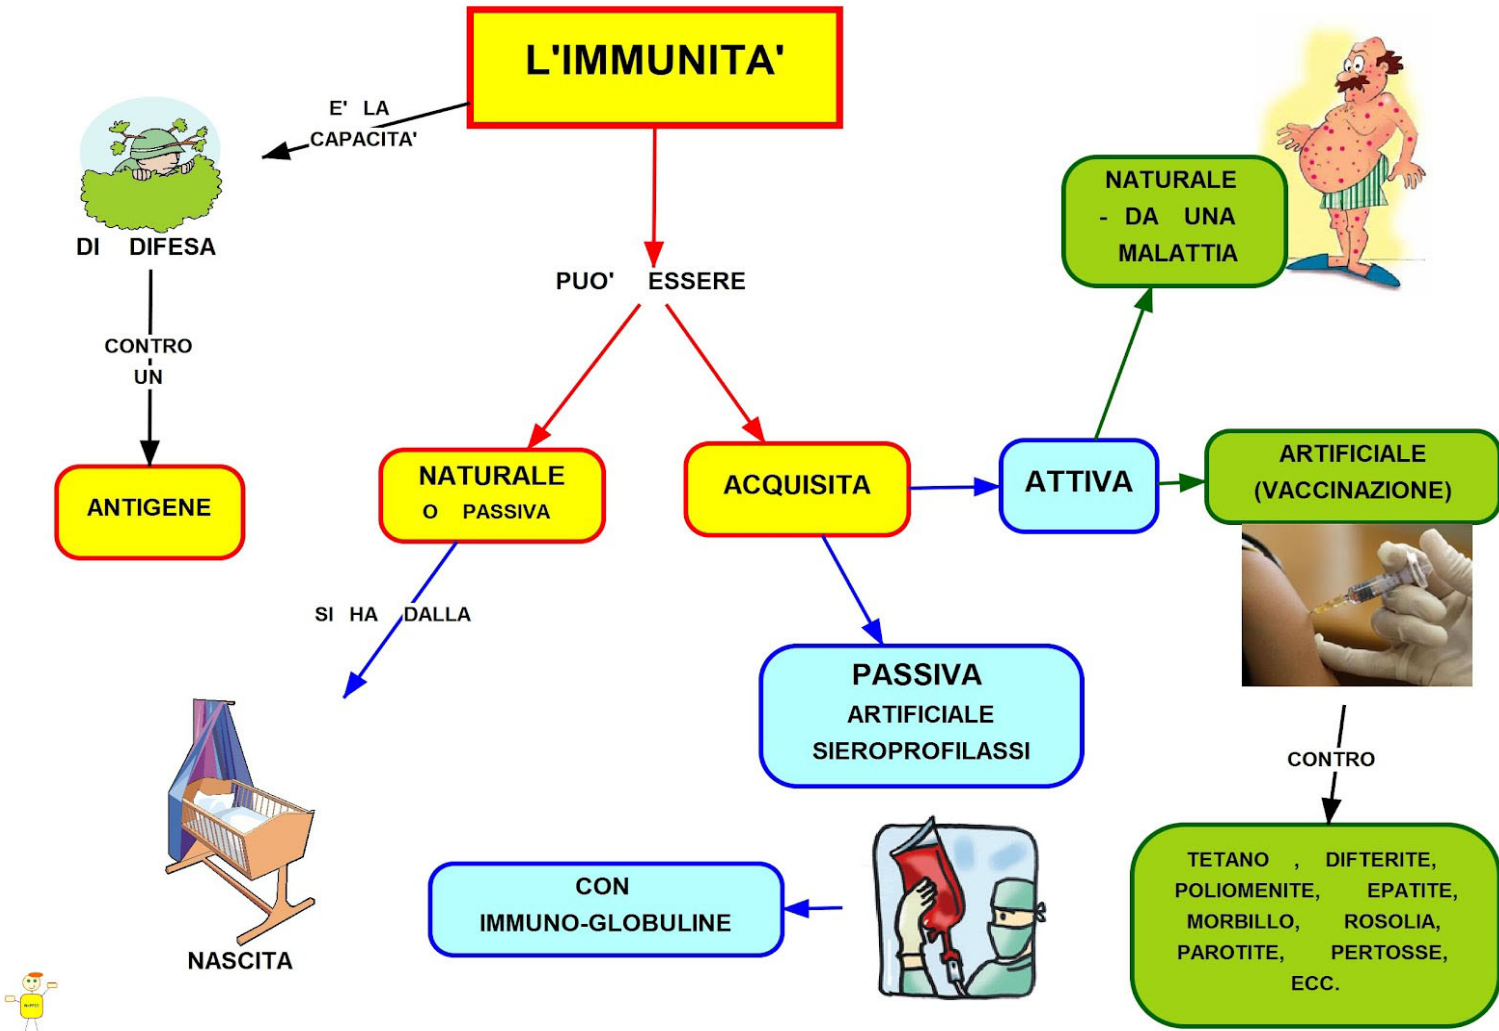 L'IMMUNITA'
E' LA
CAPACITA'
DI DIFESA
CONTRO
UN
ANTIGENE
PUO' ESSERE
NATURALE
O PASSIVA
SI HA DALLA
NASCITA
ACQUISITA
ATTIVA
NATURALE
- DA UNA
MALATTIA
ARTIFICIALE
(VACCINAZIONE)
CONTRO
TETANO , DIFTERITE,
POLIOMENITE, EPATITE,
MORBILLO, ROSOLIA,
PAROTITE, PERTOSSE,
ECC.
PASSIVA
ARTIFICIALE
SIEROPROFILASSI
CON
IMMUNO-GLOBULINE